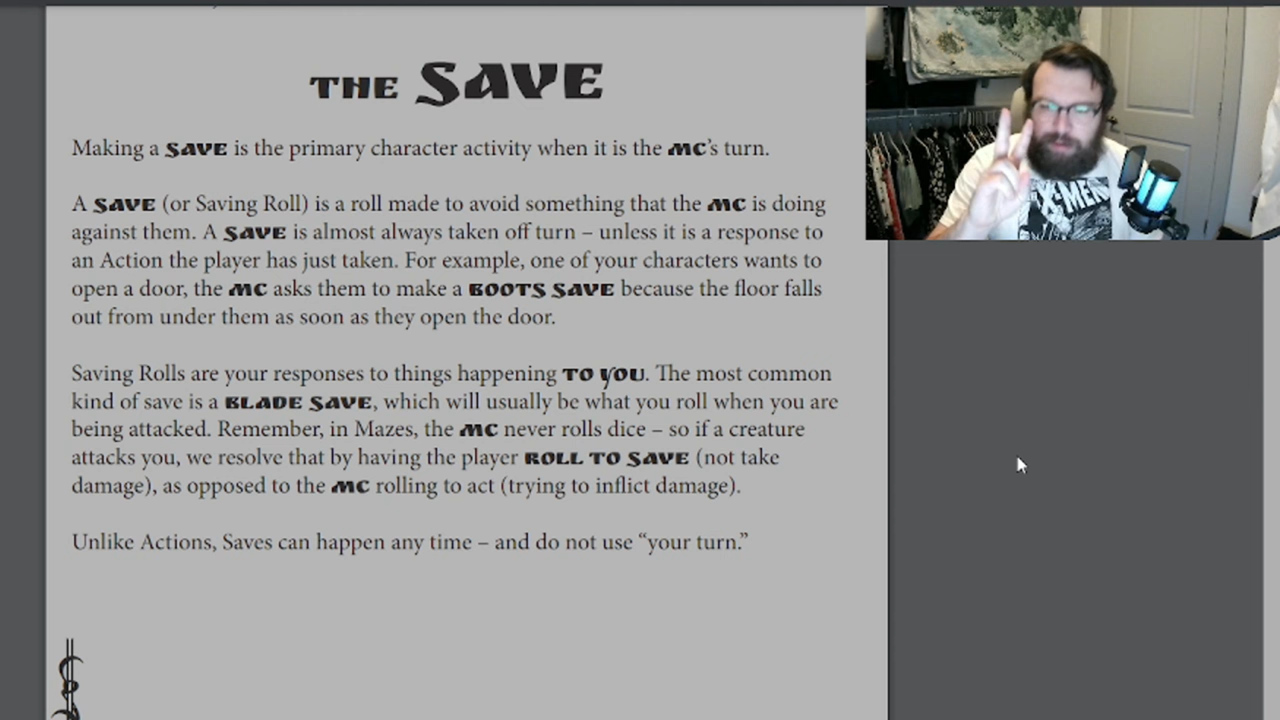 THE SAVE
Making a SAVE is the primary character activity when it is the MC's turn.
A SAVE (or Saving Roll) is a roll made to avoid something that the MC is doing
against them. A SAVE is almost always taken off turn – unless it is a response to
an Action the player has just taken. For example, one of your characters wants to
open a door, the MC asks them to make a BOOTS SAVE because the floor falls
out from under them as soon as they open the door.
Saving Rolls are your responses to things happening TO YOU. The most common
kind of save is a BLADE SAVE, which will usually be what you roll when you are
being attacked. Remember, in Mazes, the MC never rolls dice – so if a creature
attacks you, we resolve that by having the player ROLL TO SAVE (not take
damage), as opposed to the MC rolling to act (trying to inflict damage).
Unlike Actions, Saves can happen any time – and do not use “your turn.”
X-MEN